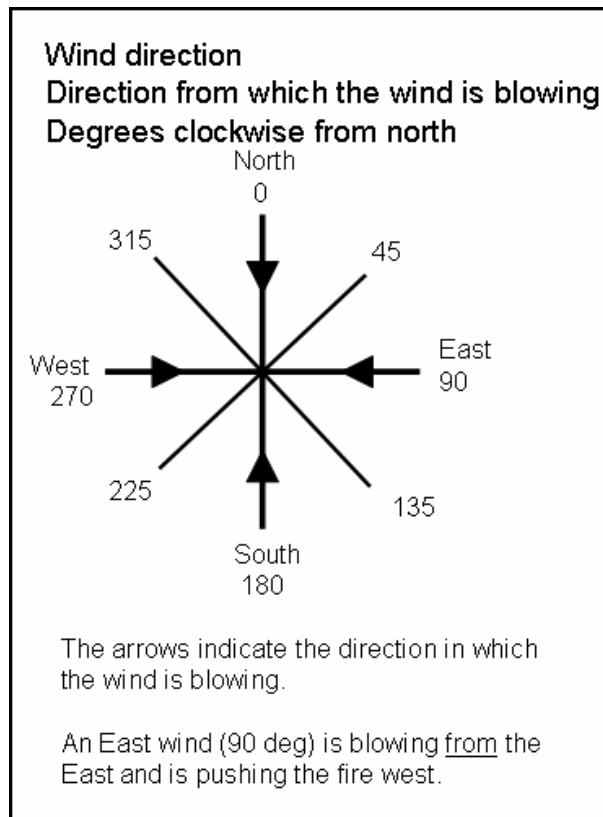 Wind direction
Direction from which the wind is blowing
Degrees clockwise from north
North
0
315
45
West
270
East
90
225
135
South
180
The arrows indicate the direction in which
the wind is blowing.
An East wind (90 deg) is blowing from the
East and is pushing the fire west.